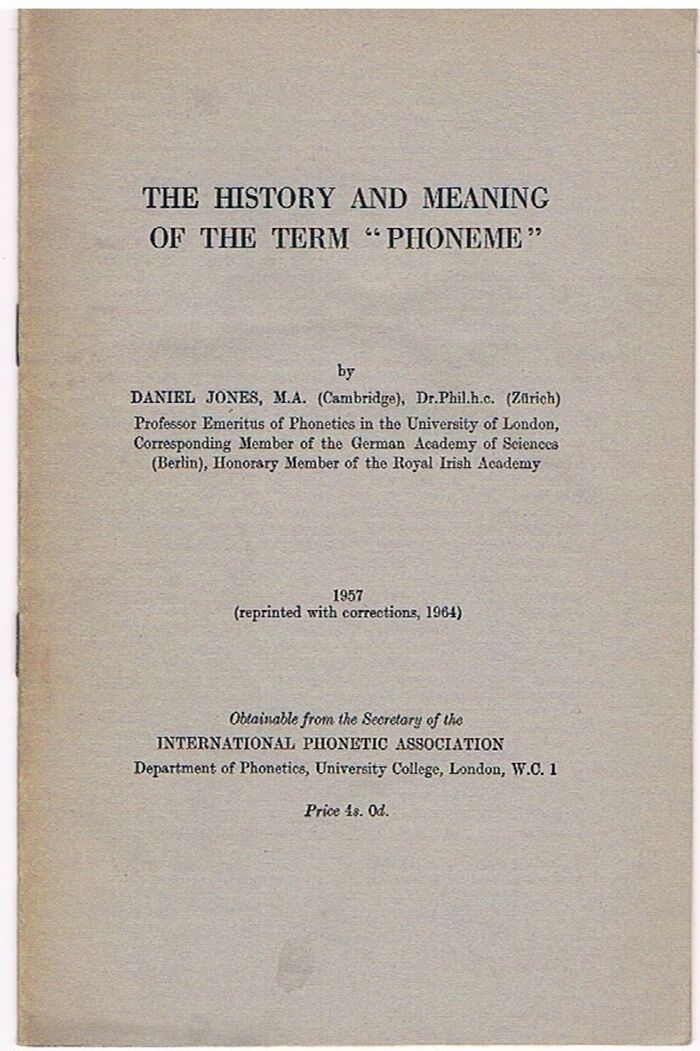 THE HISTORY AND MEANING
OF THE TERM “PHONEME”
by
DANIEL JONES, M.A. (Cambridge), Dr.Phil.h.c. (Zürich)
Professor Emeritus of Phonetics in the University of London,
Corresponding Member of the German Academy of Sciences
(Berlin), Honorary Member of the Royal Irish Academy
1957
(reprinted with corrections, 1964)
Obtainable from the Secretary of the
INTERNATIONAL PHONETIC ASSOCIATION
Department of Phonetics, University College, London, W.C. 1
Price 4s. 0d.